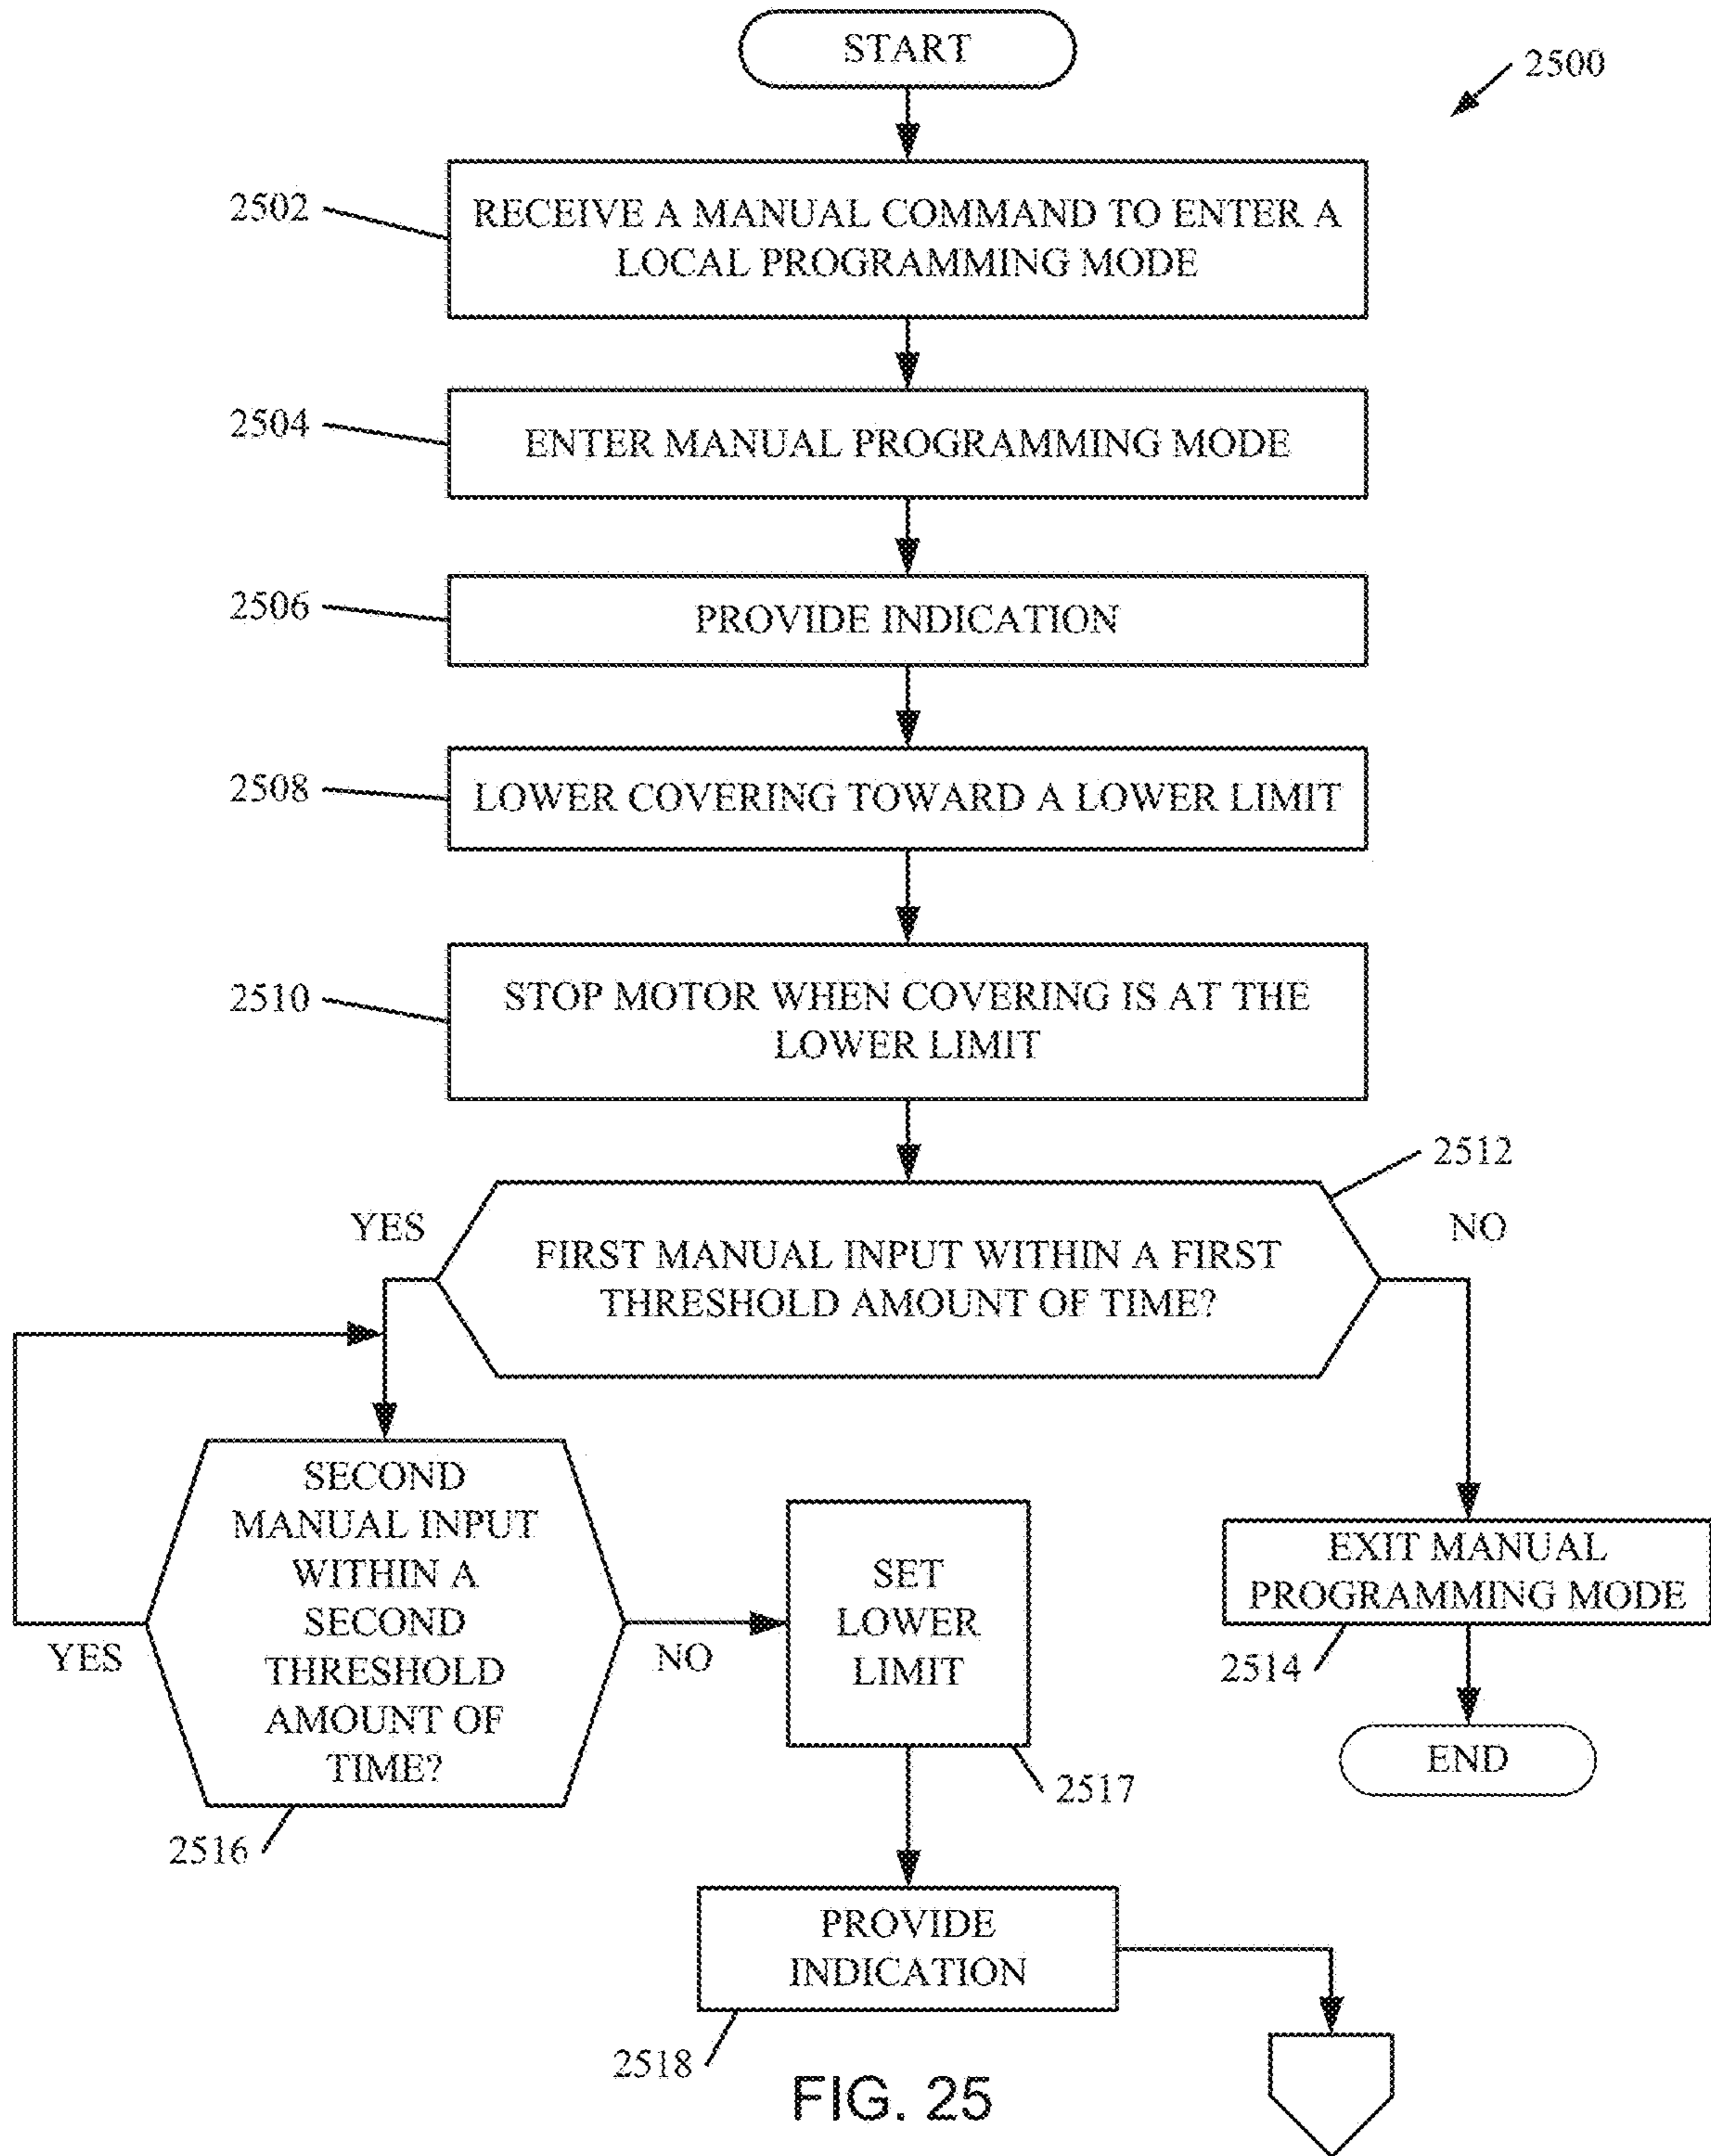 START
2500
2502
RECEIVE A MANUAL COMMAND TO ENTER A
LOCAL PROGRAMMING MODE
2504
ENTER MANUAL PROGRAMMING MODE
2506
PROVIDE INDICATION
2508
LOWER COVERING TOWARD A LOWER LIMIT
2510
STOP MOTOR WHEN COVERING IS AT THE
LOWER LIMIT
2512
YES
NO
FIRST MANUAL INPUT WITHIN A FIRST
THRESHOLD AMOUNT OF TIME?
SECOND
MANUAL INPUT
WITHIN A
SECOND
THRESHOLD
AMOUNT OF
TIME?
YES
NO
2516
SET
LOWER
LIMIT
2517
EXIT MANUAL
PROGRAMMING MODE
2514
END
PROVIDE
INDICATION
2518
FIG. 25